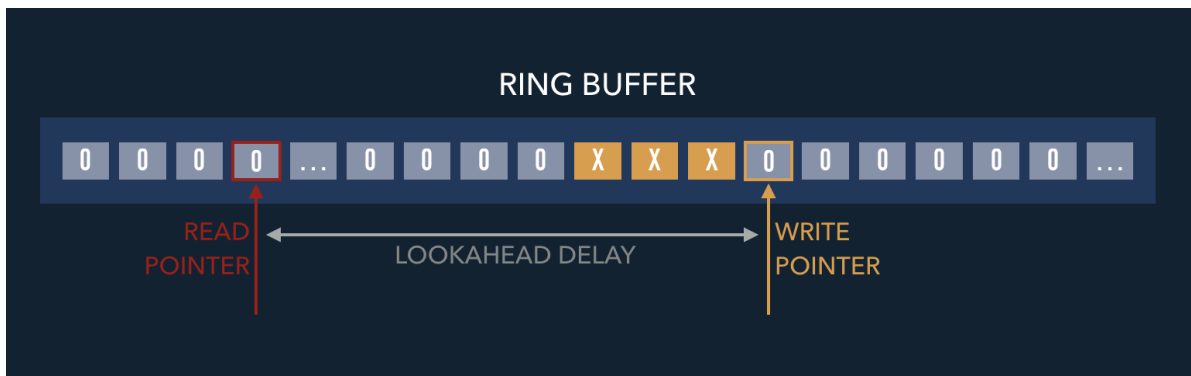 RING BUFFER
0 0 0 0 ... 0 0 0 0 X X X 0 0 0 0 0 0 ...
READ
POINTER
LOOKAHEAD DELAY
WRITE
POINTER